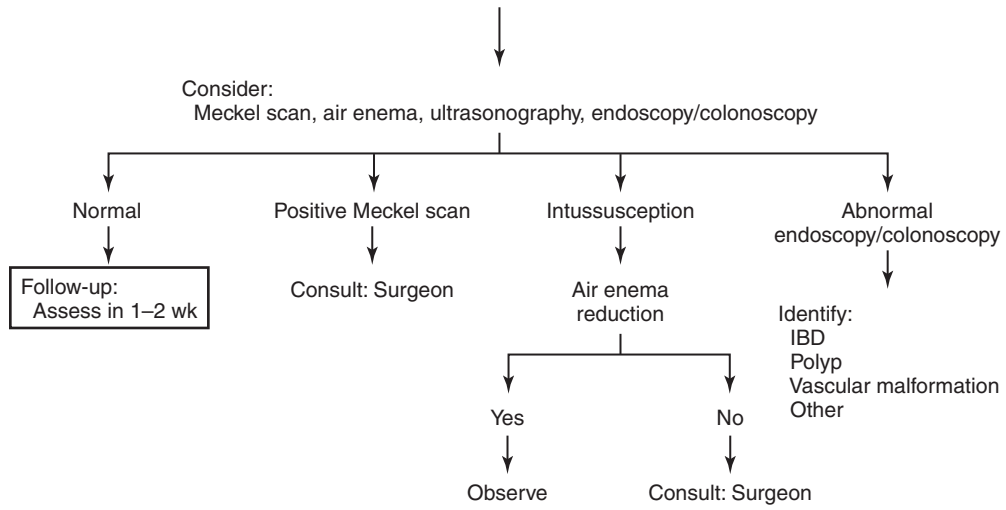 Consider:
Meckel scan, air enema, ultrasonography, endoscopy/colonoscopy
Normal
Positive Meckel scan
Intussusception
Abnormal
endoscopy/colonoscopy
Follow-up:
Assess in 1–2 wk
Consult: Surgeon
Air enema
reduction
Identify:
IBD
Polyp
Vascular malformation
Other
Yes
No
Observe
Consult: Surgeon